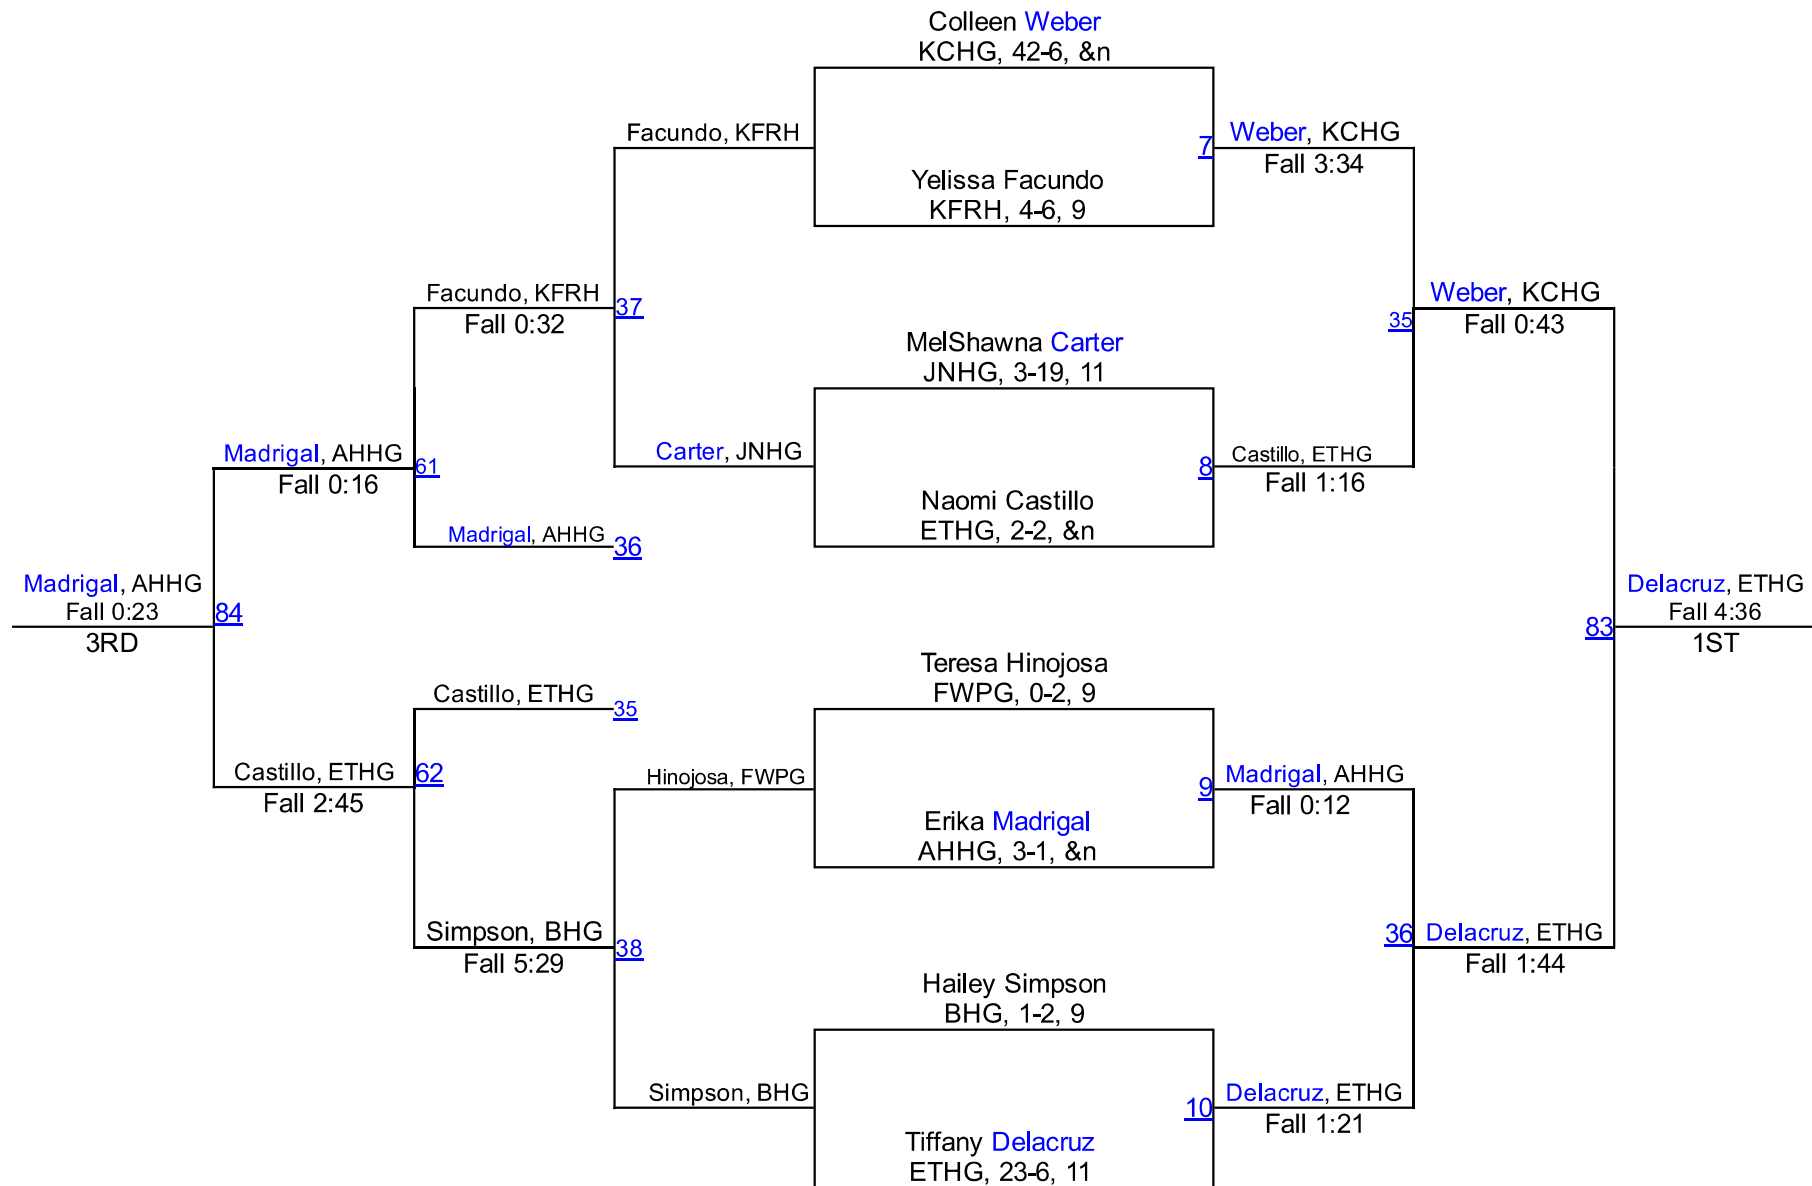 Colleen Weber
KCHG, 42-6, &n
Facundo, KFRH
7
Weber, KCHG
Fall 3:34
Yelissa Facundo
KFRH, 4-6, 9
Facundo, KFRH
Fall 0:32
37
Weber, KCHG
Fall 0:43
35
MelShawna Carter
JNHG, 3-19, 11
Madrigal, AHHG
Fall 0:16
61
Carter, JNHG
8
Castillo, ETHG
Fall 1:16
Naomi Castillo
ETHG, 2-2, &n
Madrigal, AHHG
36
Madrigal, AHHG
Fall 0:23
3RD
84
Delacruz, ETHG
Fall 4:36
1ST
83
Teresa Hinojosa
FWPG, 0-2, 9
Castillo, ETHG
35
Castillo, ETHG
Fall 2:45
62
Hinojosa, FWPG
9
Madrigal, AHHG
Fall 0:12
Erika Madrigal
AHHG, 3-1, &n
Simpson, BHG
Fall 5:29
38
36
Delacruz, ETHG
Fall 1:44
Hailey Simpson
BHG, 1-2, 9
Simpson, BHG
10
Delacruz, ETHG
Fall 1:21
Tiffany Delacruz
ETHG, 23-6, 11